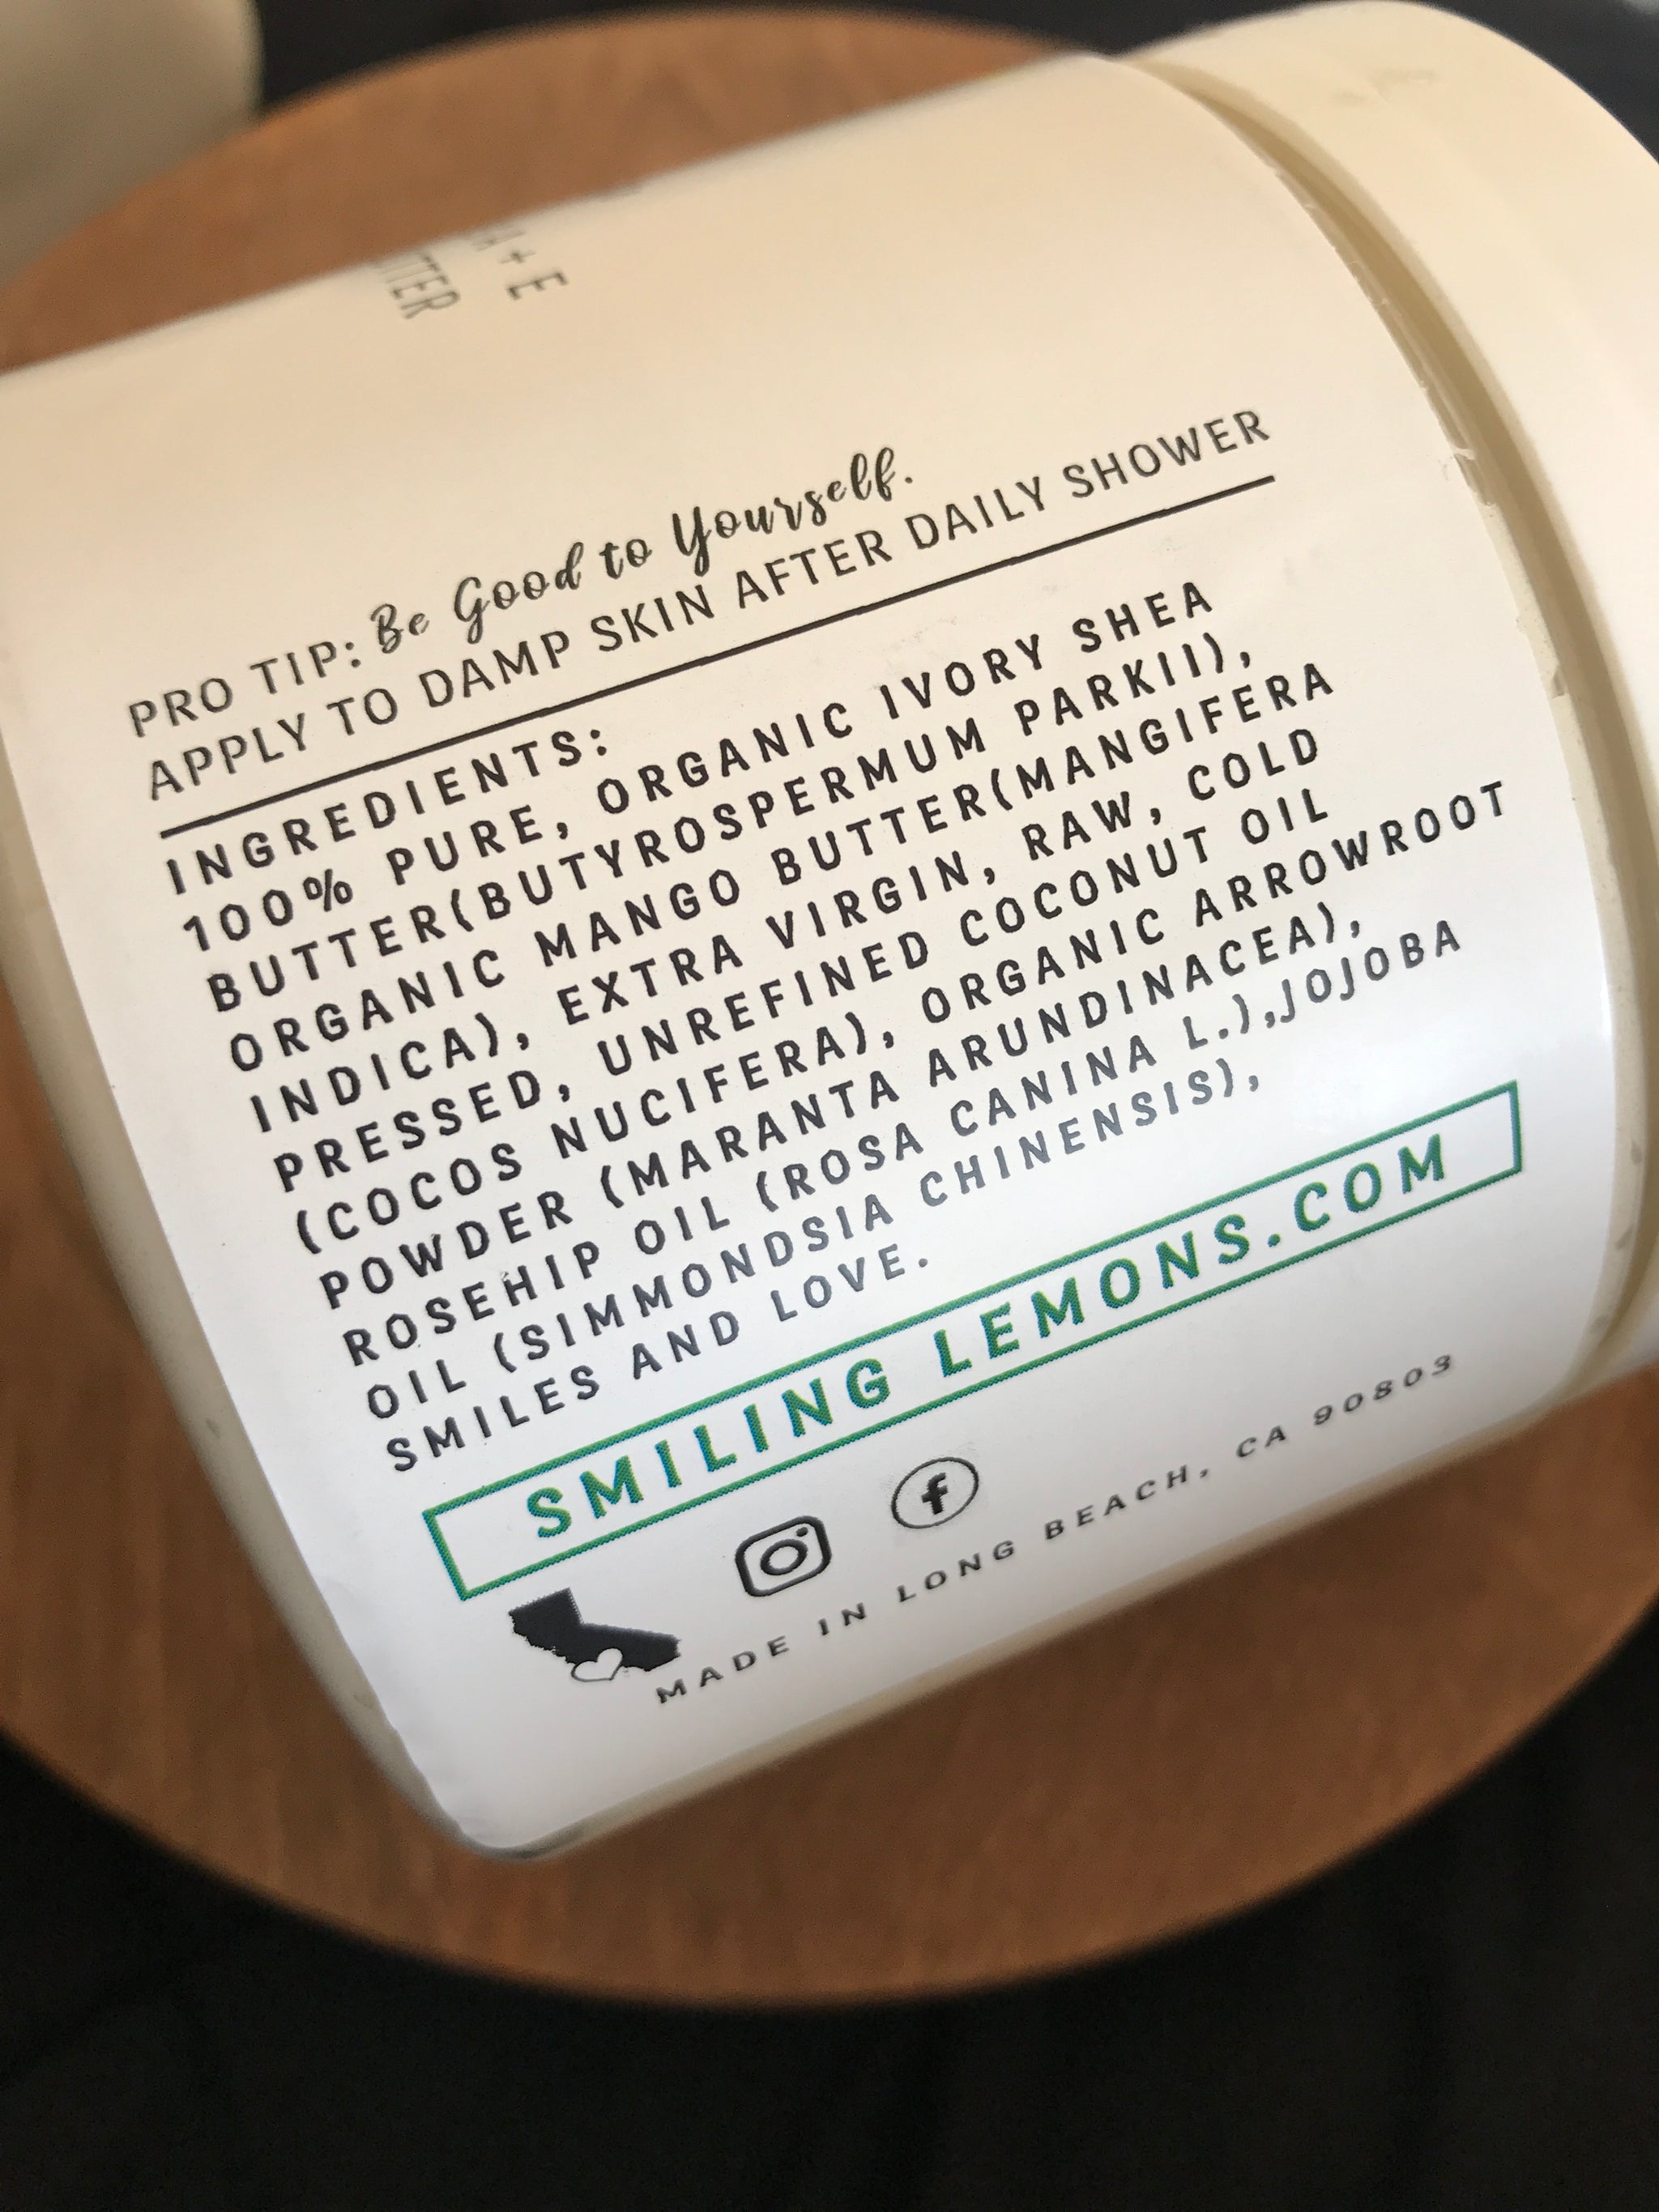 + E
PRO TIP: Be Good to Yourself.
APPLY TO DAMP SKIN AFTER DAILY SHOWER
INGREDIENTS:
100% PURE, ORGANIC IVORY SHEA
BUTTER(BUTYROSPERMUM PARKII),
ORGANIC MANGO BUTTER(MANGIFERA
INDICA), EXTRA VIRGIN, RAW, COLD
PRESSED, UNREFINED COCONUT OIL
(COCOS NUCIFERA), ORGANIC ARROWROOT
POWDER (MARANTA ARUNDINACEA),
ROSEHIP OIL (ROSA CANINA L.),JOJOBA
OIL (SIMMONDSIA CHINENSIS),
SMILES AND LOVE.
SMILING LEMONS.COM
MADE IN LONG BEACH, CA 90803